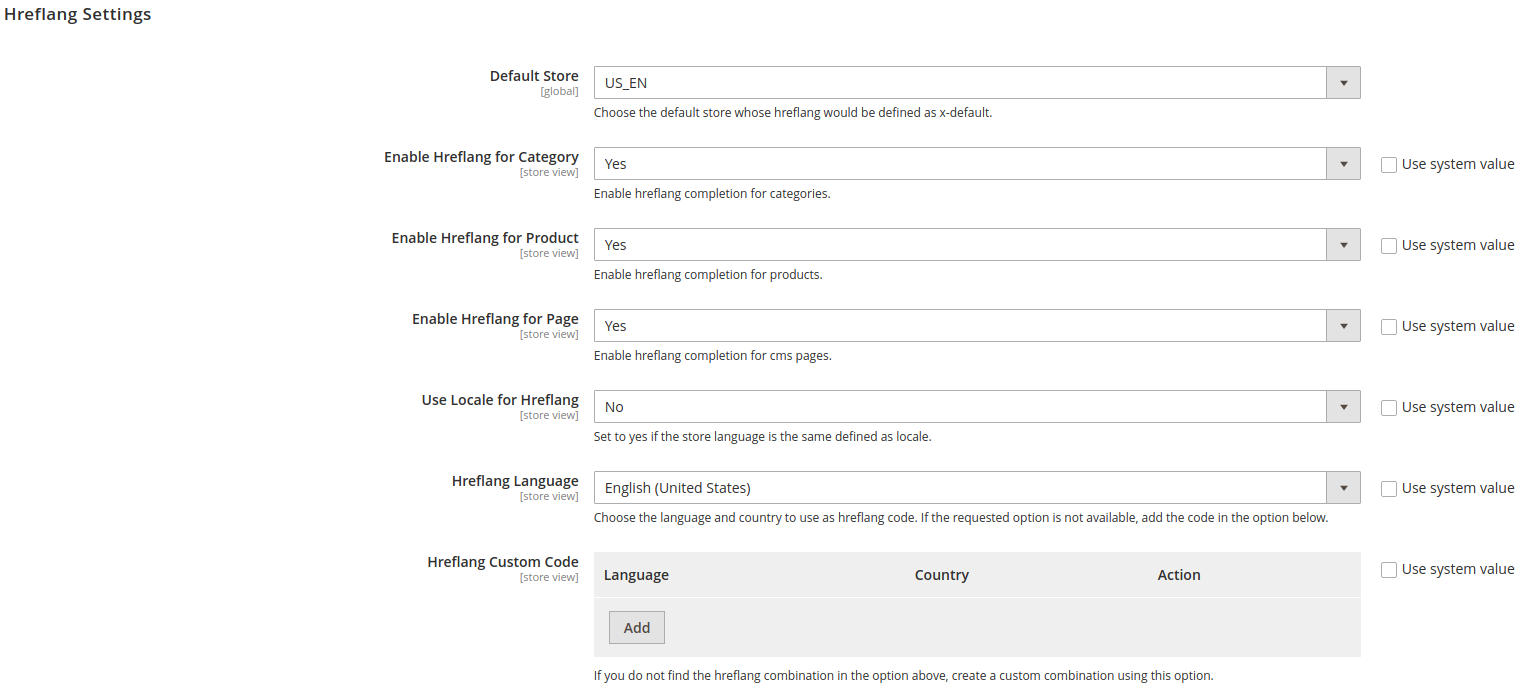 Hreflang Settings
Default Store
[global]
US_EN
Choose the default store whose hreflang would be defined as x-default.
Enable Hreflang for Category
[store view]
Yes
Use system value
Enable hreflang completion for categories.
Enable Hreflang for Product
[store view]
Yes
Use system value
Enable hreflang completion for products.
Enable Hreflang for Page
[store view]
Yes
Use system value
Enable hreflang completion for cms pages.
Use Locale for Hreflang
[store view]
No
Use system value
Set to yes if the store language is the same defined as locale.
Hreflang Language
[store view]
English (United States)
Use system value
Choose the language and country to use as hreflang code. If the requested option is not available, add the code in the option below.
Hreflang Custom Code
[store view]
Language Country Action
Use system value
Add
If you do not find the hreflang combination in the option above, create a custom combination using this option.